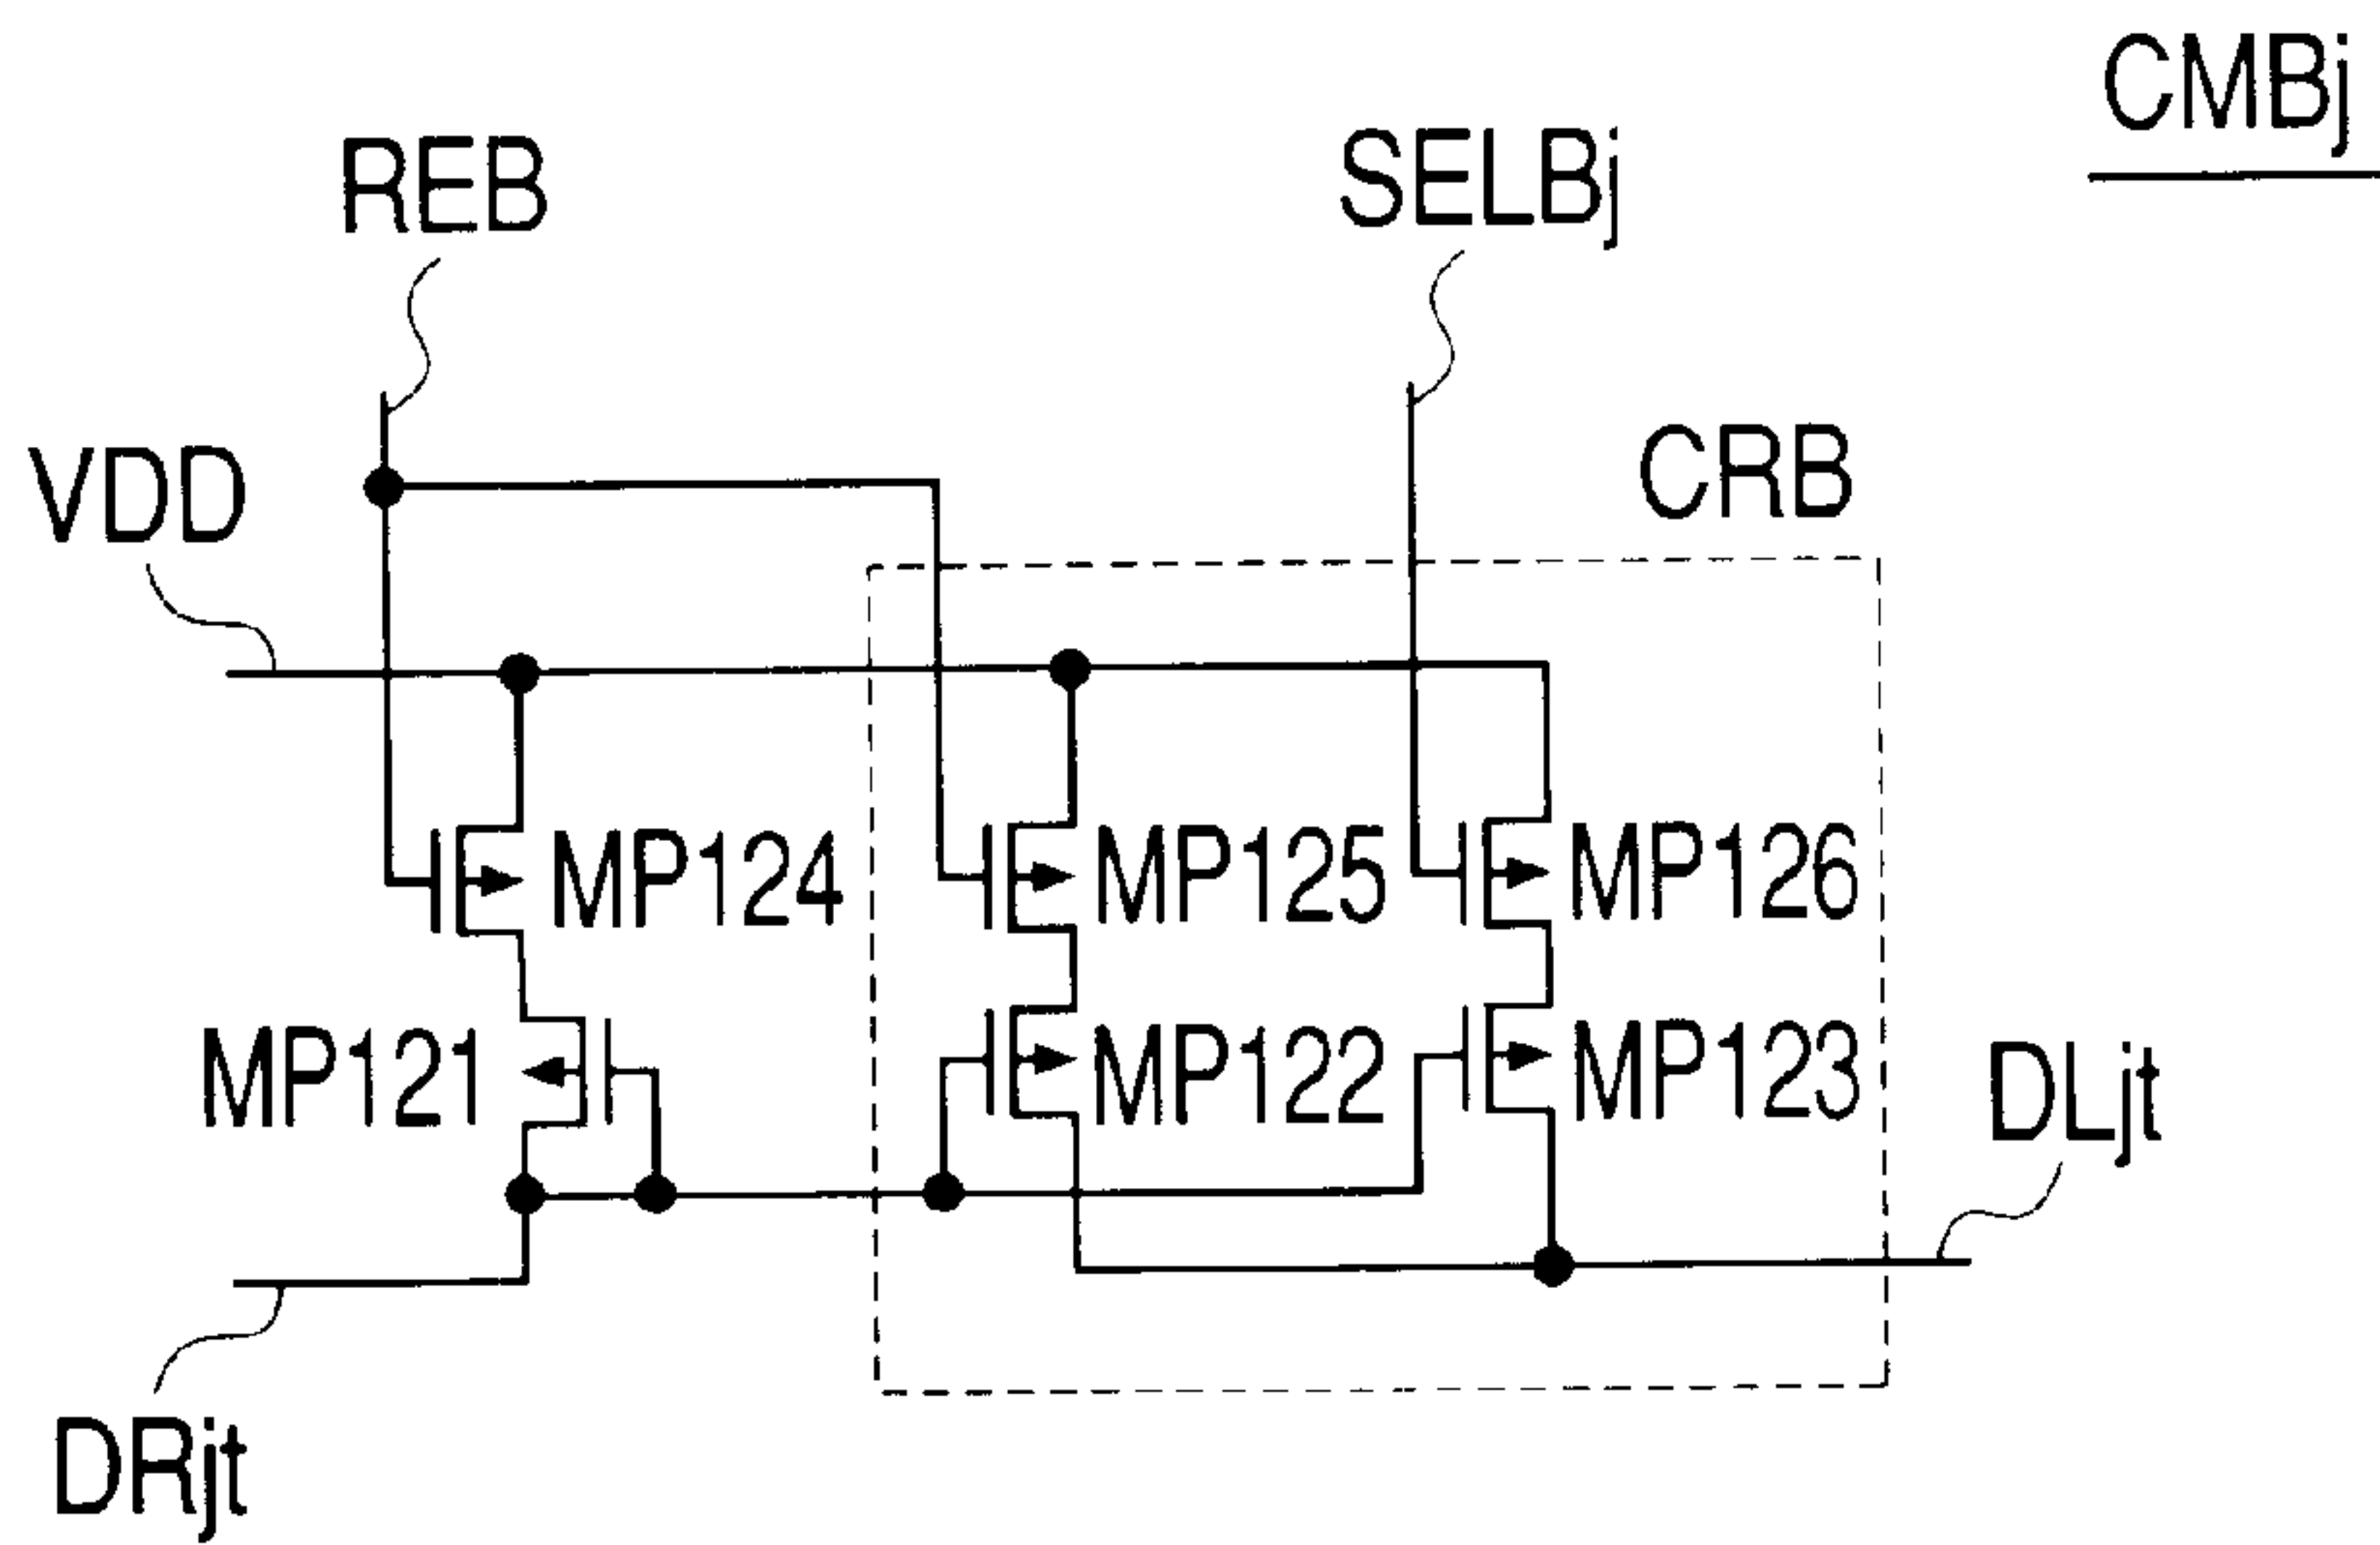 CMBj
REB
SELBj
VDD
CRB
MP124
MP125
MP126
MP121
MP122
MP123
DLjt
DRjt